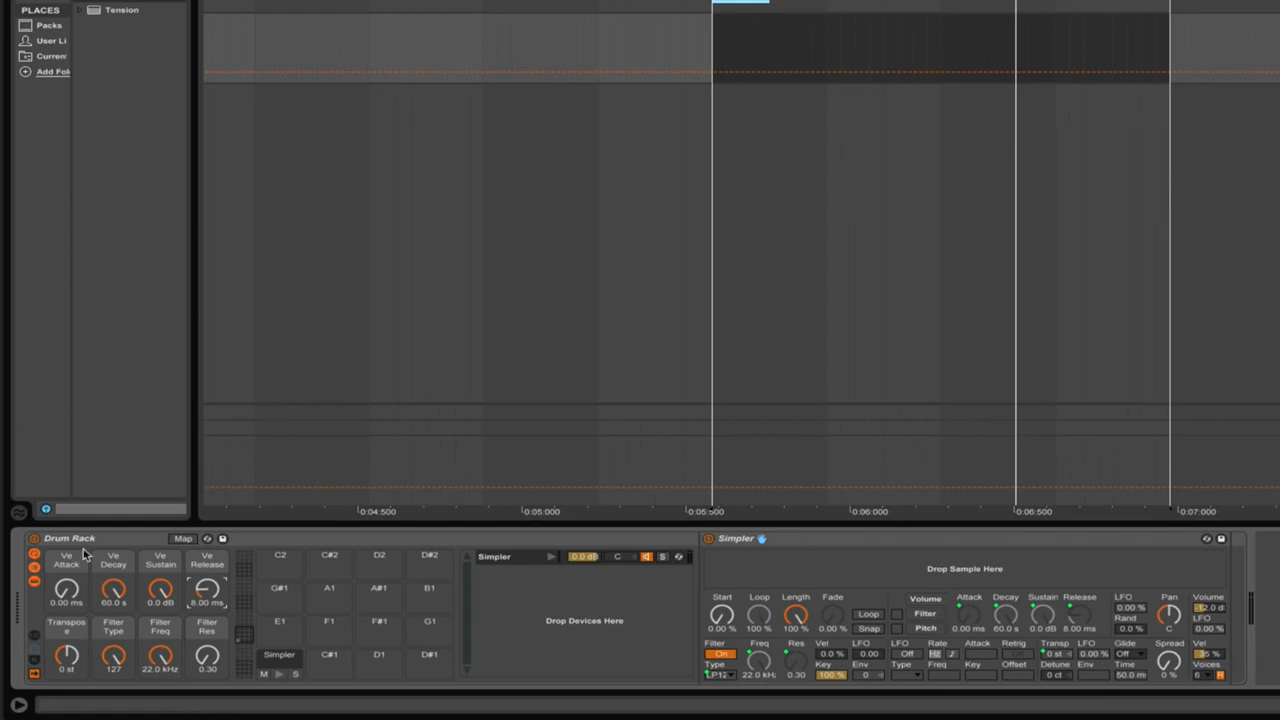 PLACES
Packs
User Li
Curren
Add Fol
Tension
0:04:500
0:05:000
0:05:500
0:06:000
0:06:500
0:07:000
Drum Rack
Map
Ve Attack
Ve Decay
Ve Sustain
Ve Release
0.00 ms
60.0 s
0.0 dB
8.00 ms
Transpos e
Filter Type
Filter Freq
Filter Res
0 st
127
22.0 kHz
0.30
C2 C#2 D2 D#2
G#1 A1 A#1 B1
E1 F1 F#1 G1
Simpler C#1 D1 D#1
M S
Simpler 0.0 dB C S
Drop Devices Here
Simpler
Drop Sample Here
Start Loop Length Fade
0.00 % 100 % 100 % 0.00 %
Loop
Snap
Volume
Filter
Pitch
Attack Decay Sustain Release
0.00 ms 60.0 s 0.0 dB 8.00 ms
LFO
0.00 %
Rand
0.0 %
Pan
C
Volume
-12.0 d
LFO
0.00 %
Filter Freq Res Vel LFO LFO Rate Attack Retrig Transp LFO Glide Spread Vel
On 0.0 % 0.00 Off Hz 0 st 0.00 % Off 35 %
Type Key Env Type Freq Key Offset Detune Env Time Voices
LP12 22.0 kHz 0.30 100 % 0 0 ct 50.0 m 0 % 6 R